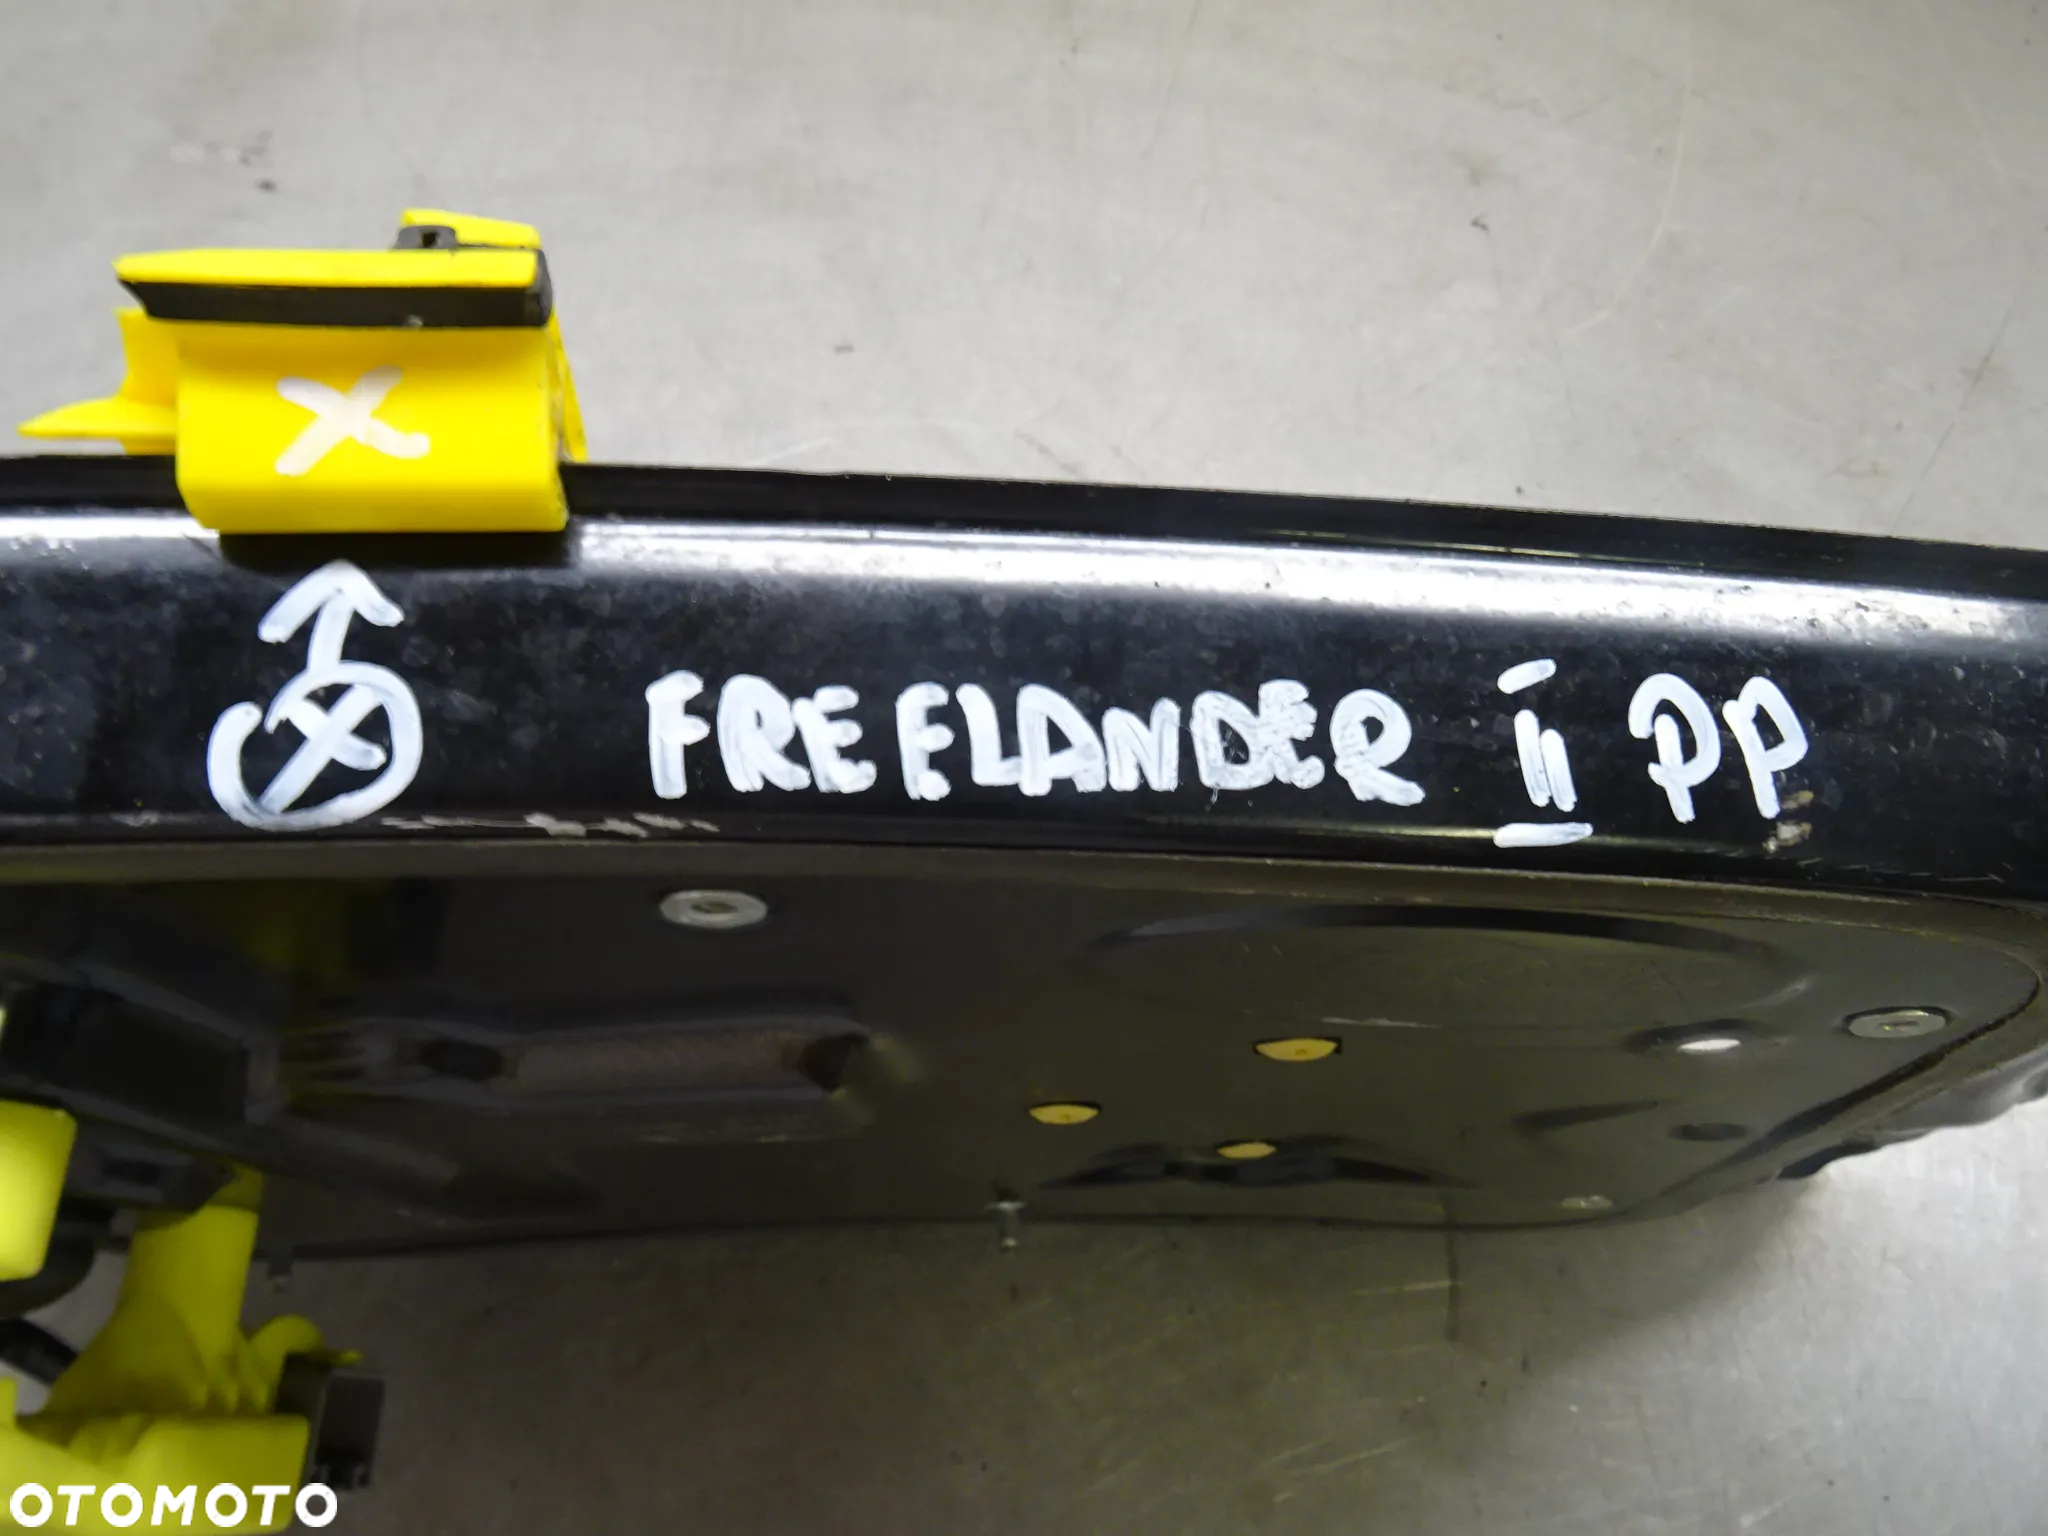 X
X FREELANDER II PP
OTOMOTO